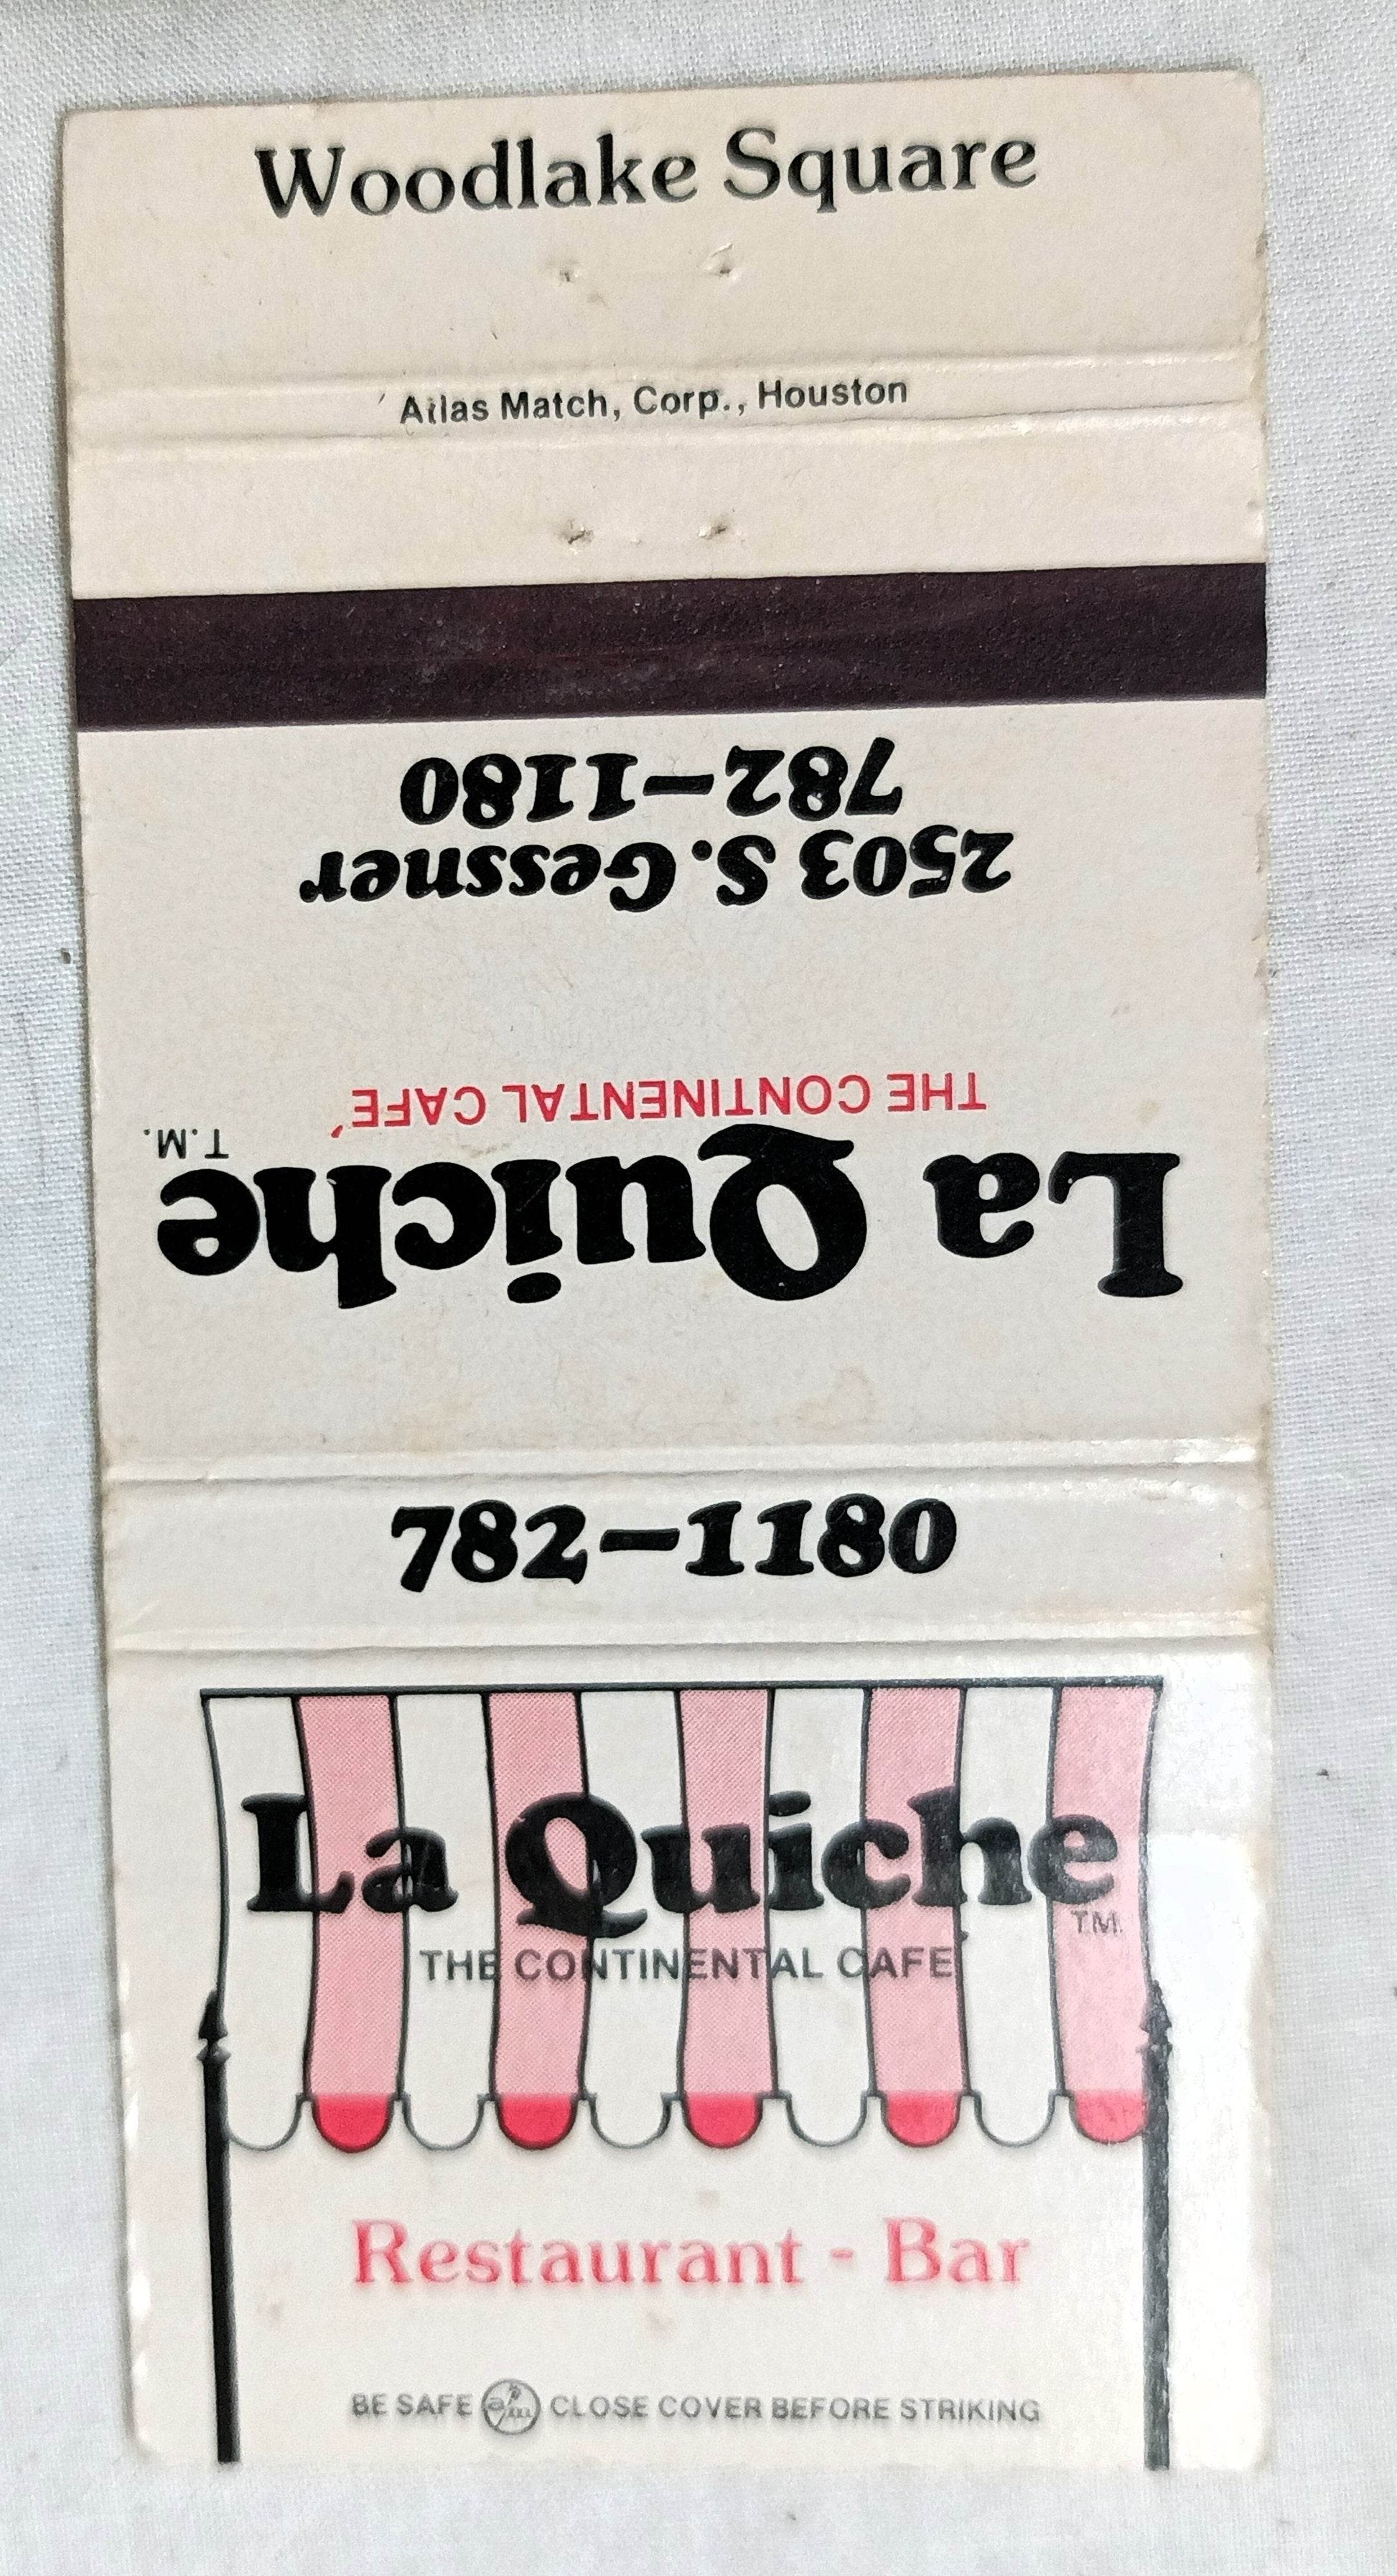 Woodlake Square
Atlas Match, Corp., Houston
La Quiche
T.M.
THE CONTINENTAL CAFE´
2503 S. Gessner
782-1180
782-1180
La Quiche
T.M.
THE CONTINENTAL CAFE´
Restaurant - Bar
BE SAFE CLOSE COVER BEFORE STRIKING